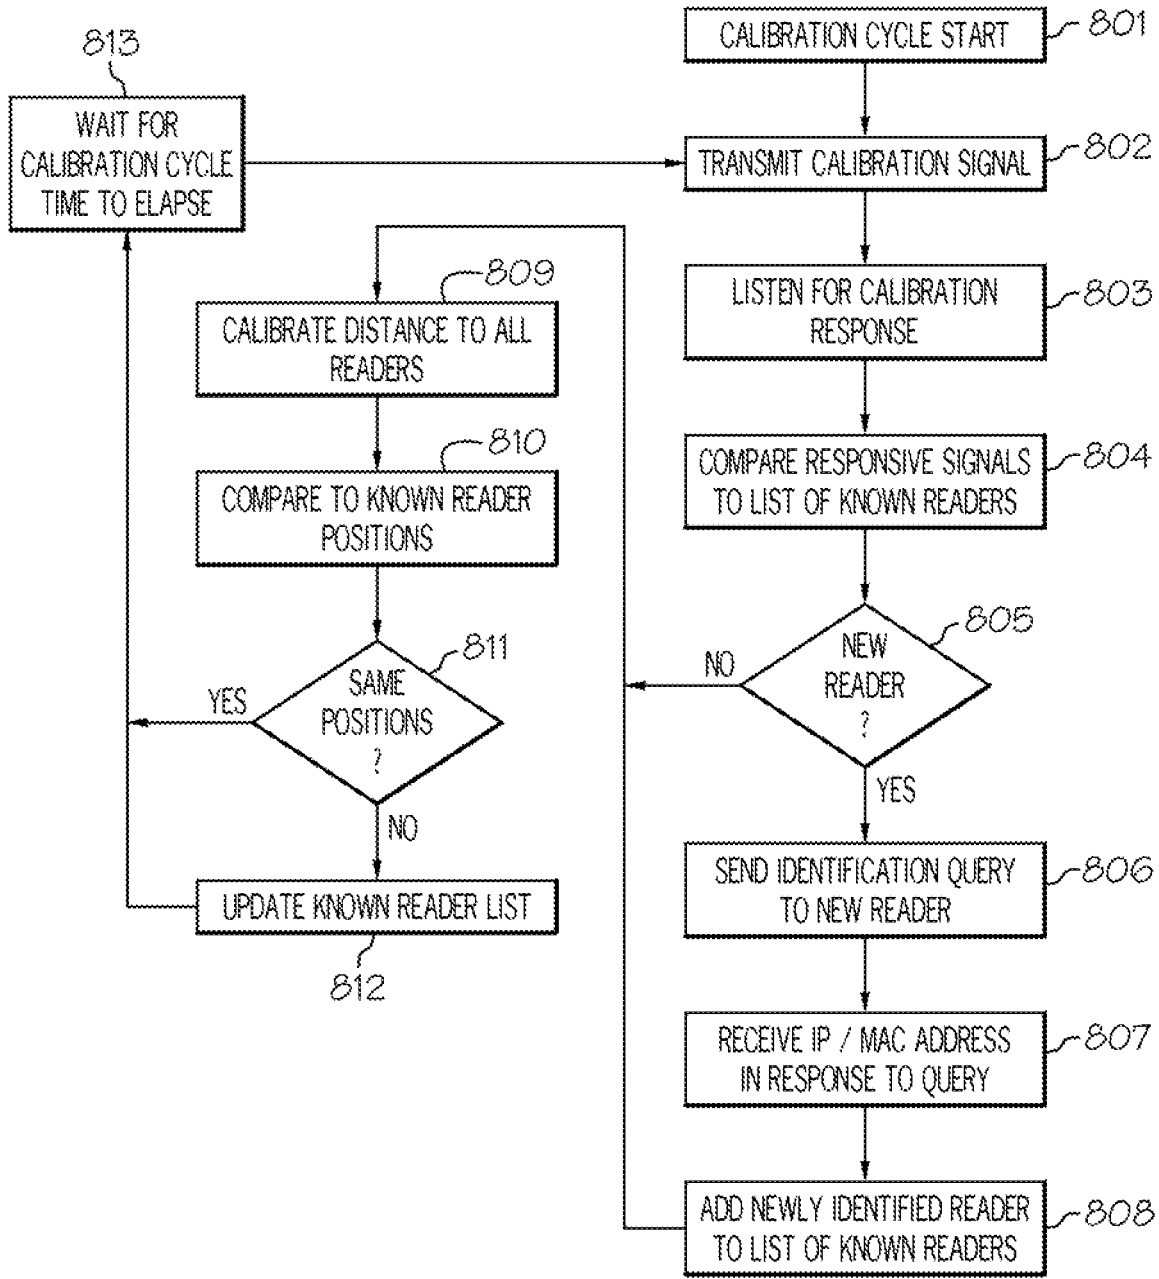 813
WAIT FOR
CALIBRATION CYCLE
TIME TO ELAPSE
CALIBRATION CYCLE START
801
TRANSMIT CALIBRATION SIGNAL
802
LISTEN FOR CALIBRATION
RESPONSE
803
COMPARE RESPONSIVE SIGNALS
TO LIST OF KNOWN READERS
804
NEW
READER
?
805
NO
YES
SEND IDENTIFICATION QUERY
TO NEW READER
806
RECEIVE IP / MAC ADDRESS
IN RESPONSE TO QUERY
807
ADD NEWLY IDENTIFIED READER
TO LIST OF KNOWN READERS
808
809
CALIBRATE DISTANCE TO ALL
READERS
810
COMPARE TO KNOWN READER
POSITIONS
811
SAME
POSITIONS
?
YES
NO
UPDATE KNOWN READER LIST
812